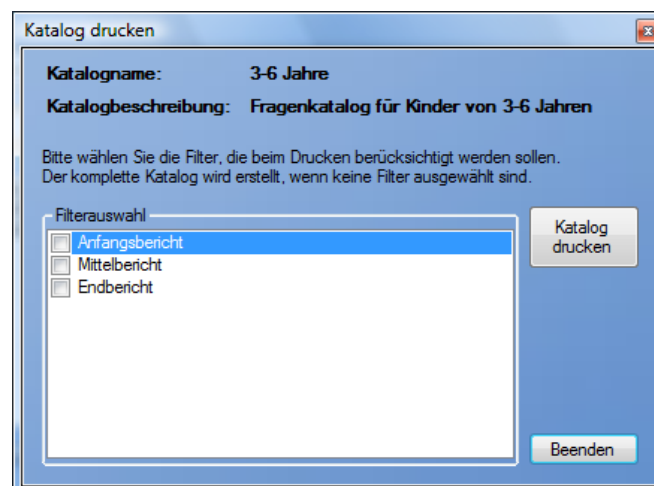 Katalog drucken
Katalogname: 3-6 Jahre
Katalogbeschreibung: Fragenkatalog für Kinder von 3-6 Jahren
Bitte wählen Sie die Filter, die beim Drucken berücksichtigt werden sollen.
Der komplette Katalog wird erstellt, wenn keine Filter ausgewählt sind.
Filterauswahl
Anfangsbericht
Mittelbericht
Endbericht
Katalog
drucken
Beenden